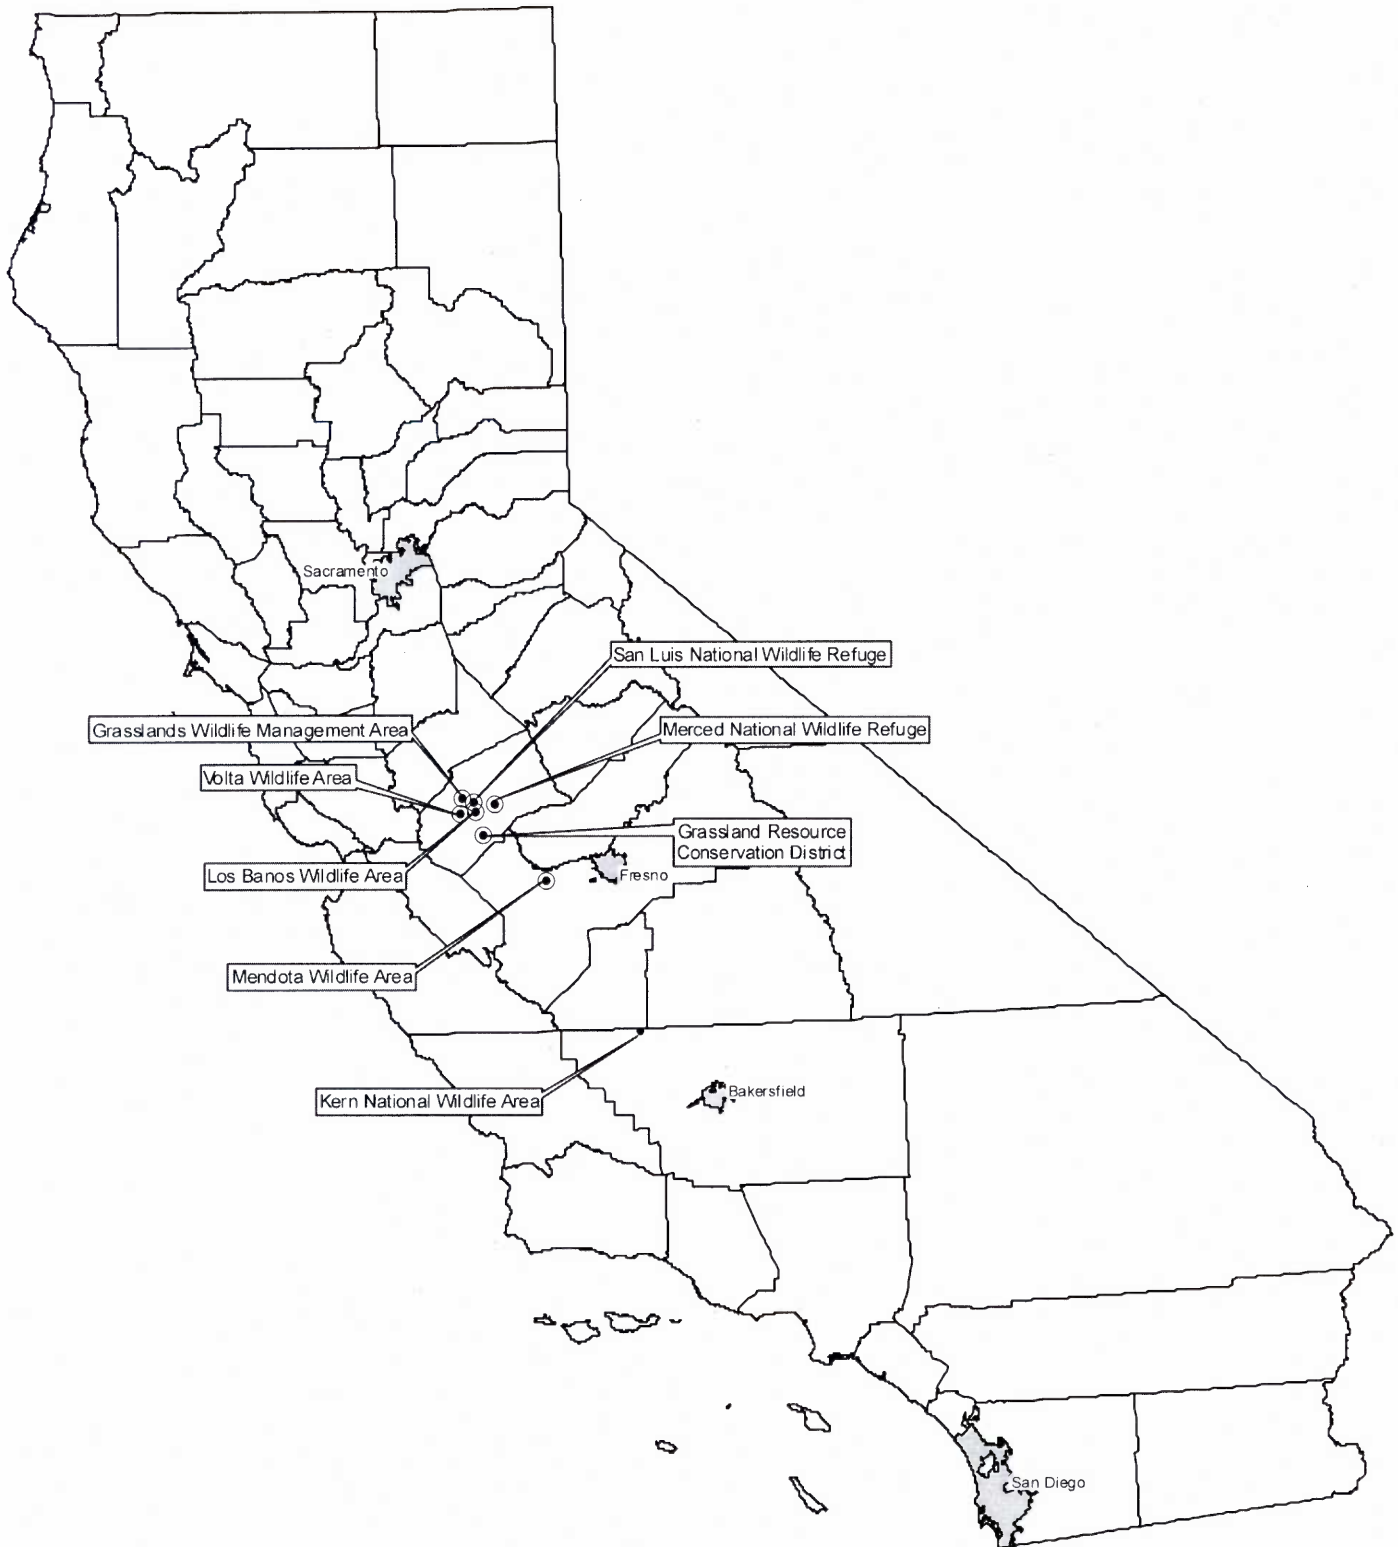 Sacramento
San Luis National Wildlife Refuge
Grasslands Wildlife Management Area
Merced National Wildlife Refuge
Volta Wildlife Area
Grassland Resource
Conservation District
Los Banos Wildlife Area
Fresno
Mendota Wildlife Area
Kern National Wildlife Area
Bakersfield
San Diego